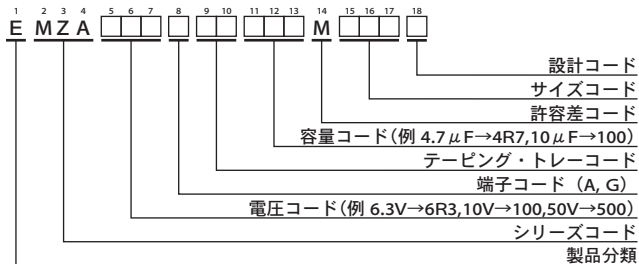 1 2 3 4 5 6 7 8 9 10 11 12 13 14 15 16 17 18
E M Z A M
設計コード
サイズコード
許容差コード
容量コード(例 4.7μF→4R7,10μF→100)
テーピング・トレーコード
端子コード (A, G)
電圧コード(例 6.3V→6R3,10V→100,50V→500)
シリーズコード
製品分類